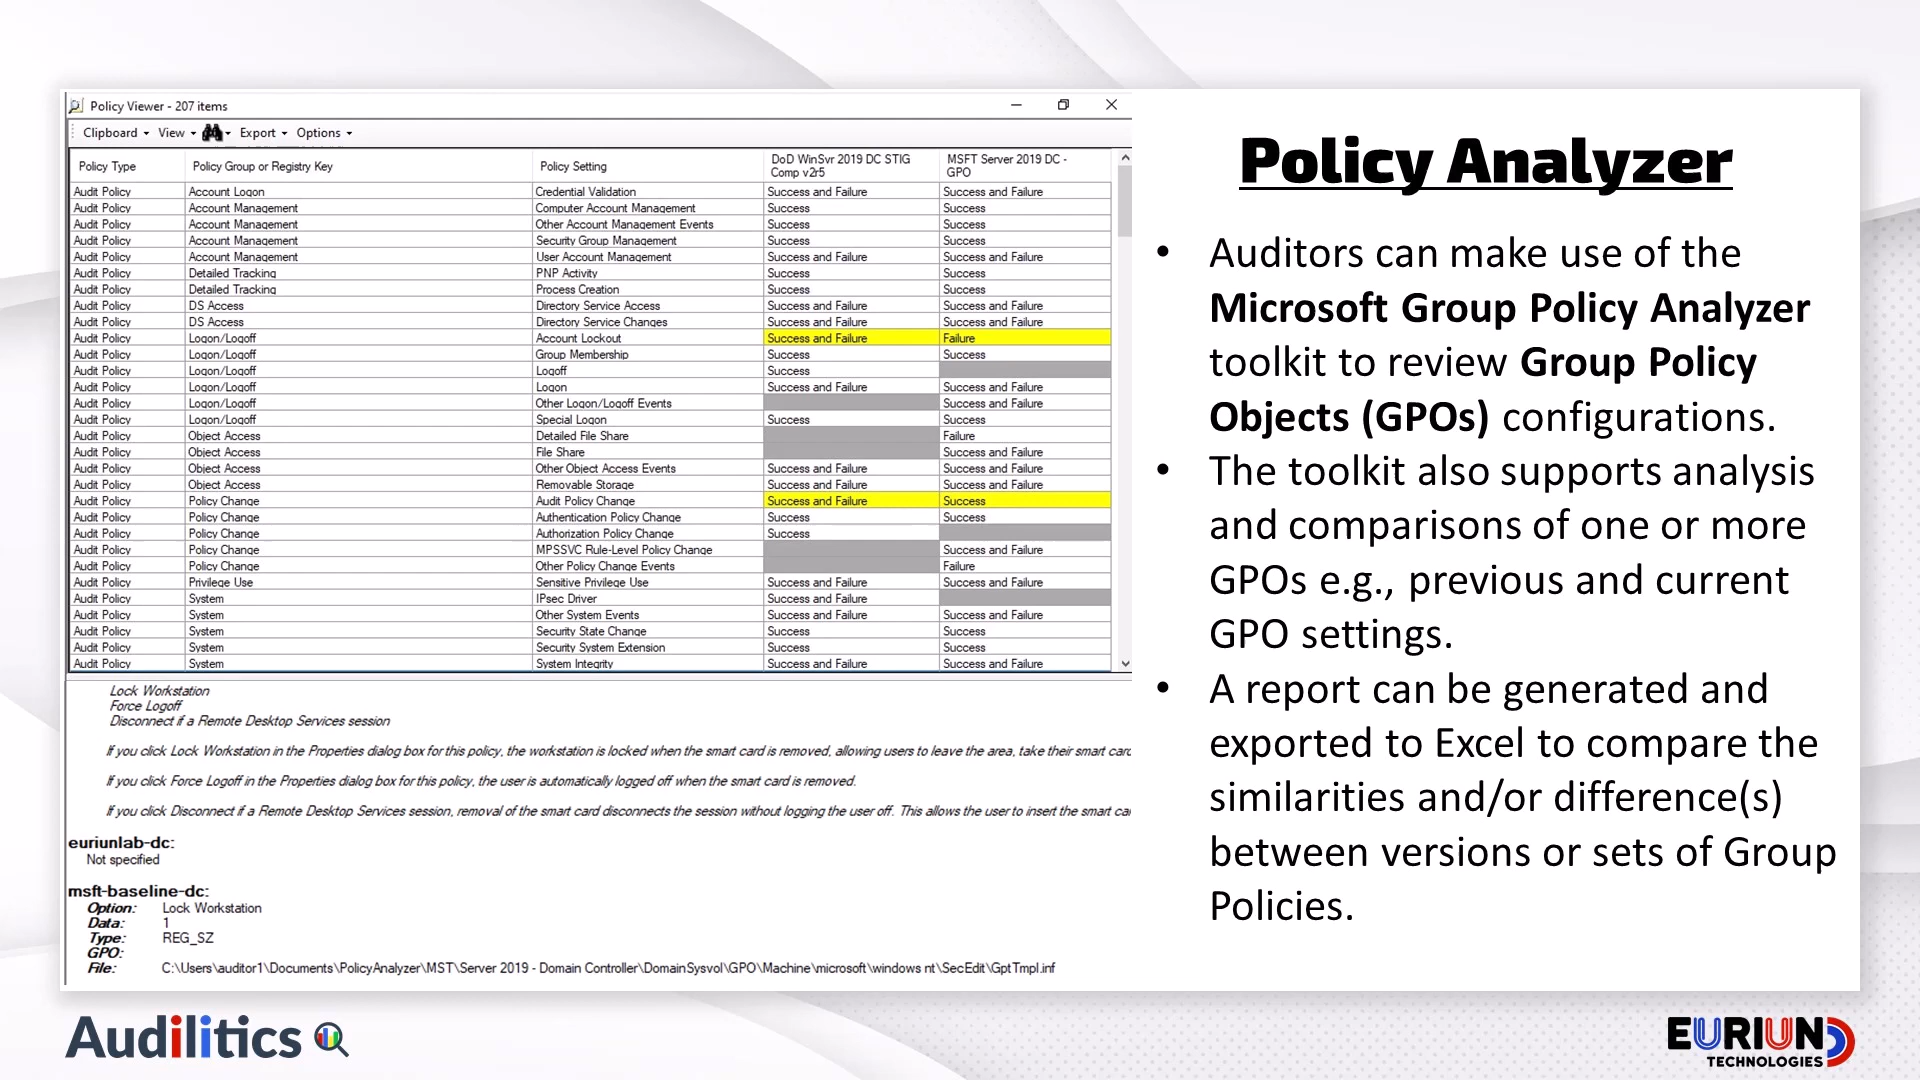 Policy Viewer - 207 items
Clipboard View Export Options
Policy Type Policy Group or Registry Key Policy Setting DoD WinSvr 2019 DC STIG Comp v2r5 MSFT Server 2019 DC - GPO
Audit Policy Account Logon Credential Validation Success and Failure Success and Failure
Audit Policy Account Management Computer Account Management Success Success
Audit Policy Account Management Other Account Management Events Success Success
Audit Policy Account Management Security Group Management Success Success
Audit Policy Account Management User Account Management Success and Failure Success and Failure
Audit Policy Detailed Tracking PNP Activity Success Success
Audit Policy Detailed Tracking Process Creation Success Success
Audit Policy DS Access Directory Service Access Success and Failure Success and Failure
Audit Policy DS Access Directory Service Changes Success and Failure Success and Failure
Audit Policy Logon/Logoff Account Lockout Success and Failure Failure
Audit Policy Logon/Logoff Group Membership Success Success
Audit Policy Logon/Logoff Logoff Success
Audit Policy Logon/Logoff Logon Success and Failure Success and Failure
Audit Policy Logon/Logoff Other Logon/Logoff Events Success and Failure
Audit Policy Logon/Logoff Special Logon Success Success
Audit Policy Object Access Detailed File Share Failure
Audit Policy Object Access File Share Success and Failure
Audit Policy Object Access Other Object Access Events Success and Failure Success and Failure
Audit Policy Object Access Removable Storage Success and Failure Success and Failure
Audit Policy Policy Change Audit Policy Change Success and Failure Success
Audit Policy Policy Change Authentication Policy Change Success Success
Audit Policy Policy Change Authorization Policy Change Success
Audit Policy Policy Change MPSSVC Rule-Level Policy Change Success and Failure
Audit Policy Policy Change Other Policy Change Events Failure
Audit Policy Privilege Use Sensitive Privilege Use Success and Failure Success and Failure
Audit Policy System IPsec Driver Success and Failure
Audit Policy System Other System Events Success and Failure Success and Failure
Audit Policy System Security State Change Success Success
Audit Policy System Security System Extension Success Success
Audit Policy System System Integrity Success and Failure Success and Failure
Lock Workstation
Force Logoff
Disconnect if a Remote Desktop Services session
If you click Lock Workstation in the Properties dialog box for this policy, the workstation is locked when the smart card is removed, allowing users to leave the area, take their smart card
If you click Force Logoff in the Properties dialog box for this policy, the user is automatically logged off when the smart card is removed.
If you click Disconnect if a Remote Desktop Services session, removal of the smart card disconnects the session without logging the user off. This allows the user to insert the smart car
euriunlab-dc:
Not specified
msft-baseline-dc:
Option: Lock Workstation
Data: 1
Type: REG_SZ
GPO:
File: C:\Users\auditor1\Documents\PolicyAnalyzer\MST\Server 2019 - Domain Controller\DomainSysvol\GPO\Machine\microsoft\windows nt\SecEdit\GptTmpl.inf
Policy Analyzer
• Auditors can make use of the
Microsoft Group Policy Analyzer
toolkit to review Group Policy
Objects (GPOs) configurations.
• The toolkit also supports analysis
and comparisons of one or more
GPOs e.g., previous and current
GPO settings.
• A report can be generated and
exported to Excel to compare the
similarities and/or difference(s)
between versions or sets of Group
Policies.
Audilitics
EURIUN
TECHNOLOGIES